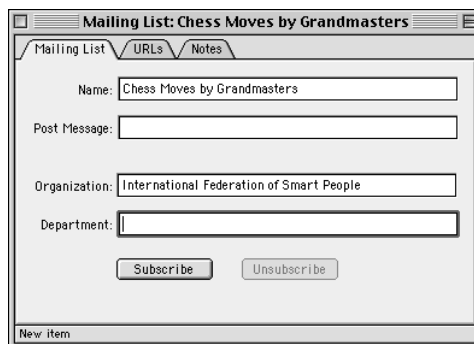 Mailing List: Chess Moves by Grandmasters
Mailing List URLs Notes
Name: Chess Moves by Grandmasters
Post Message:
Organization: International Federation of Smart People
Department:
Subscribe Unsubscribe
New item